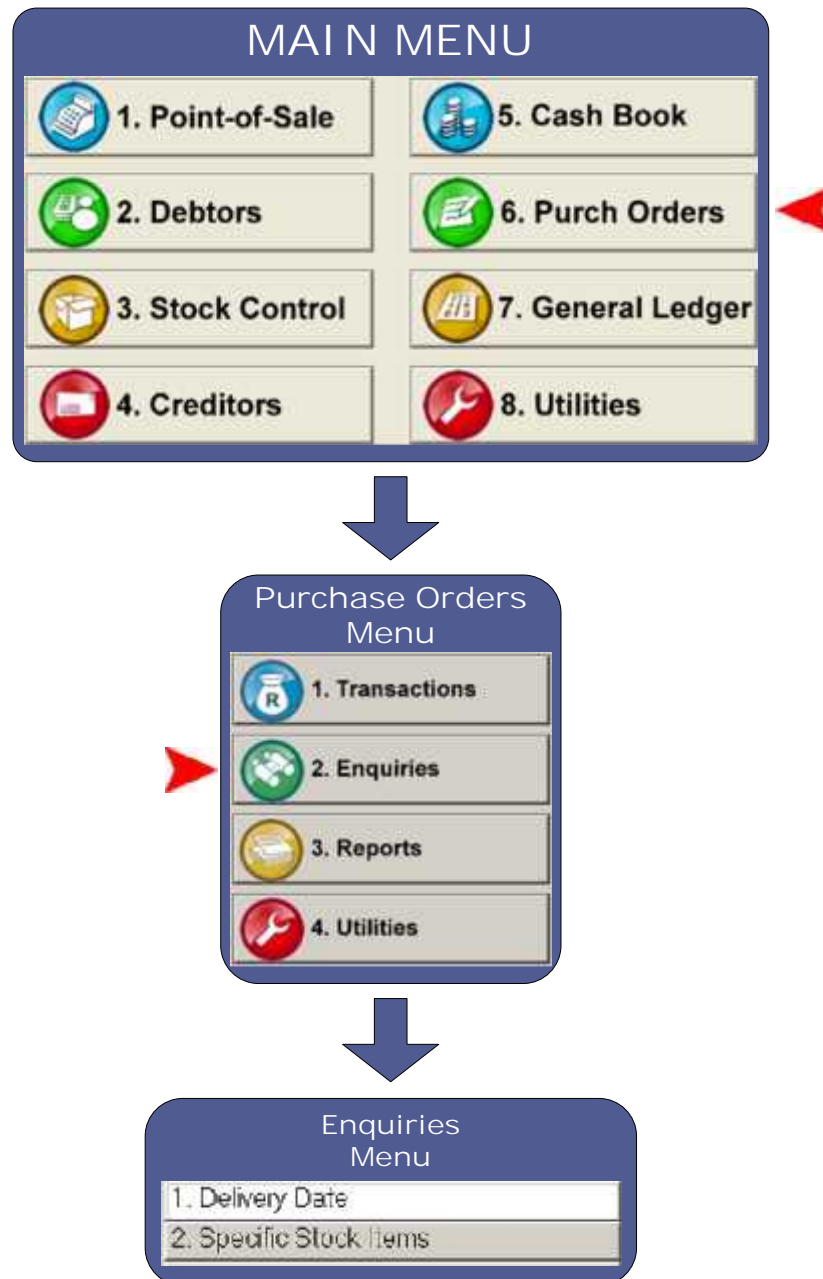 MAIN MENU
1. Point-of-Sale
5. Cash Book
2. Debtors
6. Purch Orders
3. Stock Control
7. General Ledger
4. Creditors
8. Utilities
Purchase Orders
Menu
R
1. Transactions
2. Enquiries
3. Reports
4. Utilities
Enquiries
Menu
1. Delivery Date
2. Specific Stock Items